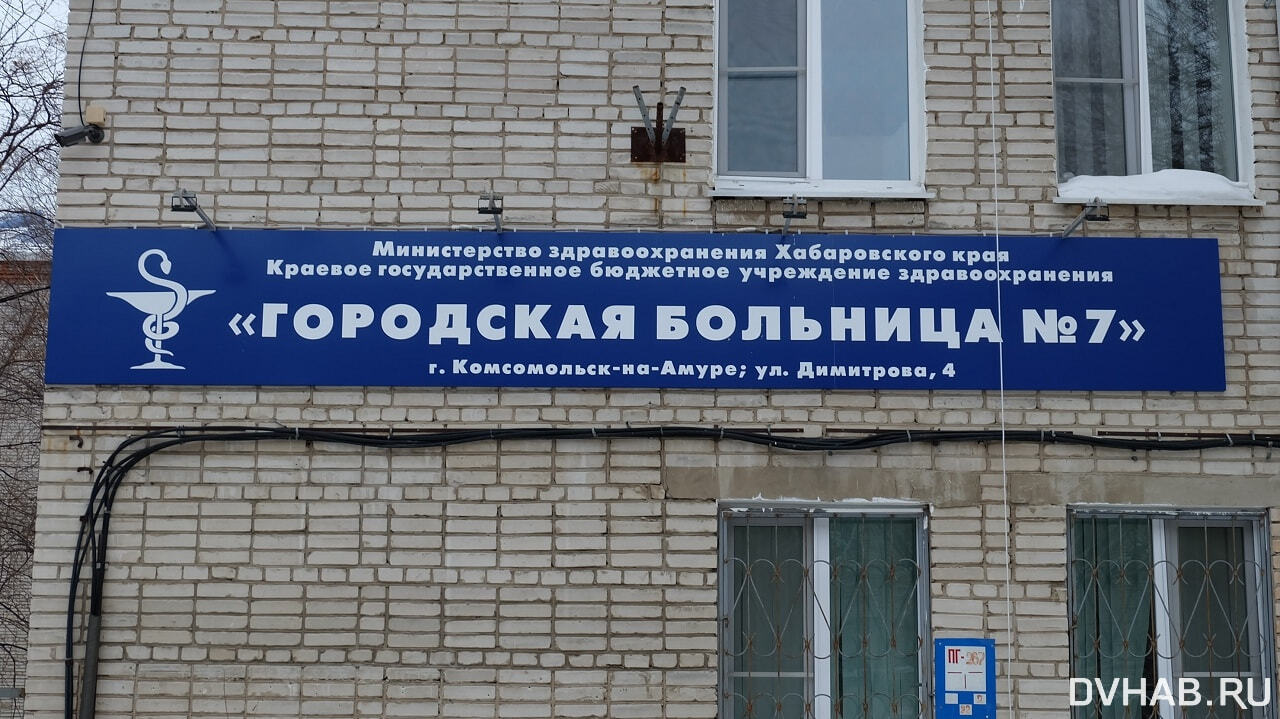 Министерство здравоохранения Хабаровского края
Краевое государственное бюджетное учреждение здравоохранения
«ГОРОДСКАЯ БОЛЬНИЦА №7»
г. Комсомольск-на-Амуре; ул. Димитрова, 4
ПГ-267
DVHAB.RU